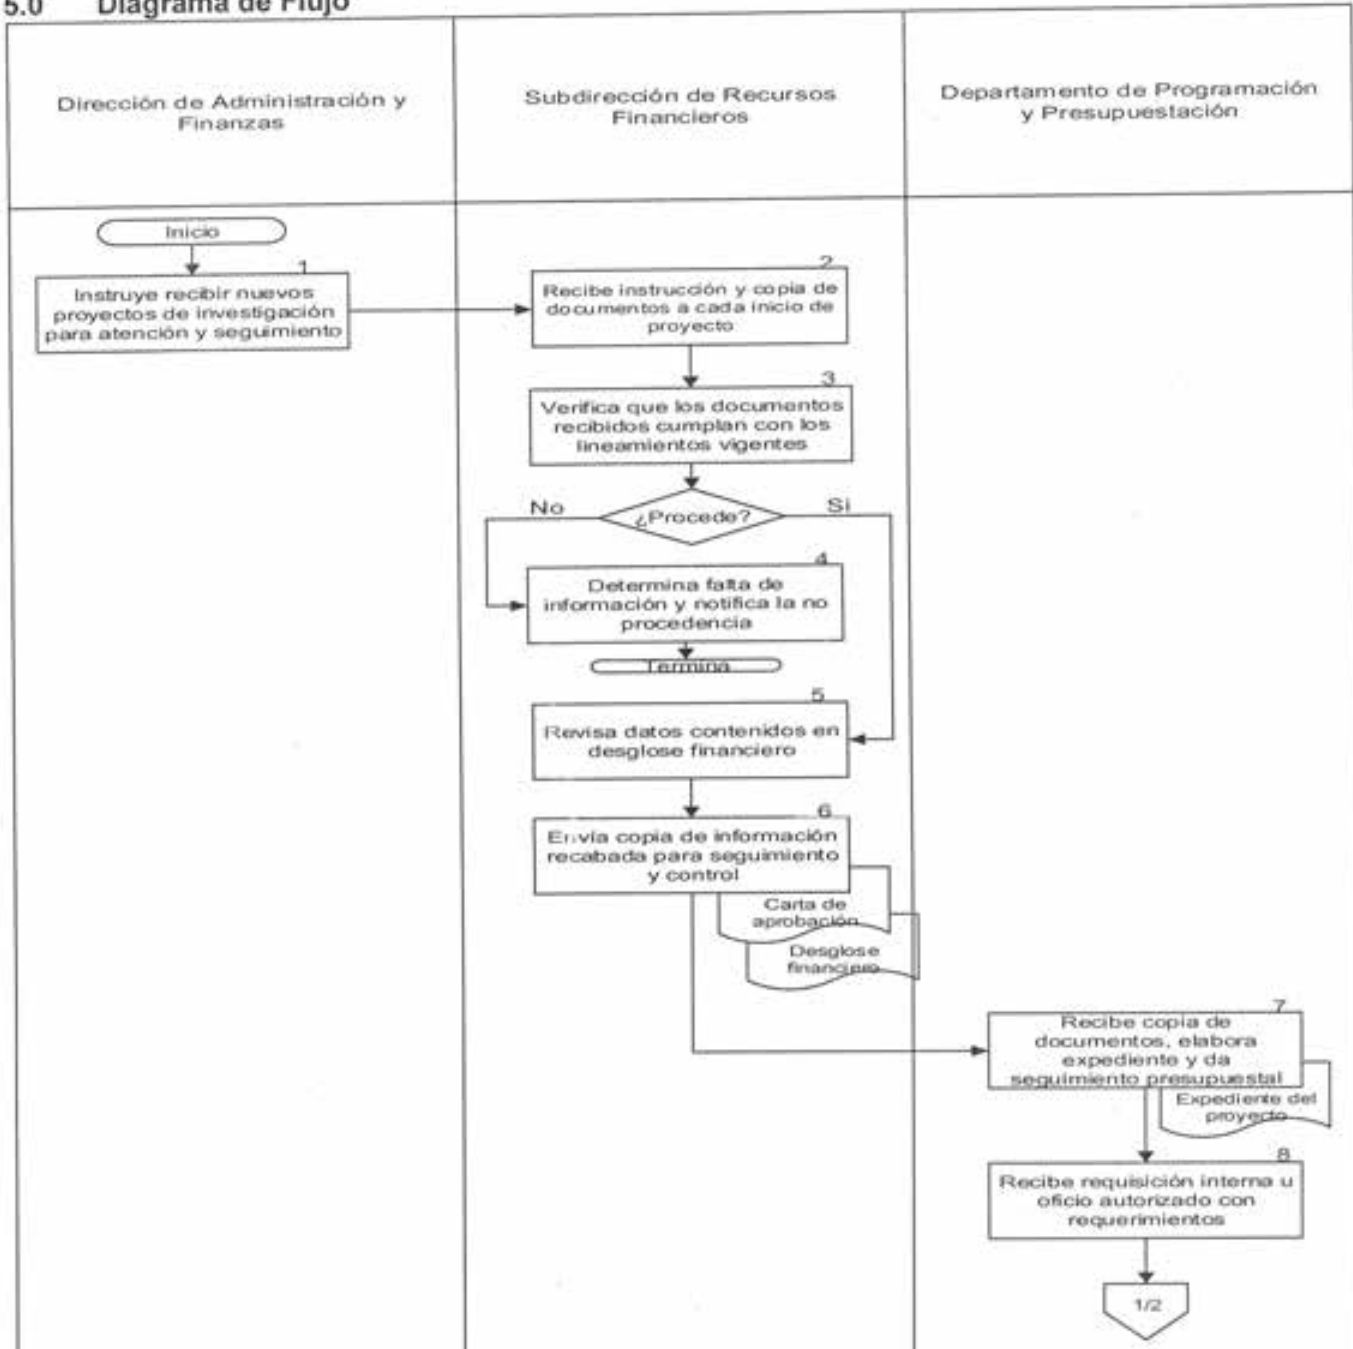 5.0 Diagrama de Flujo
Dirección de Administración y
Finanzas
Subdirección de Recursos
Financieros
Departamento de Programación
y Presupuestación
Inicio
1
Instruye recibir nuevos
proyectos de investigación
para atención y seguimiento
2
Recibe instrucción y copia de
documentos a cada inicio de
proyecto
3
Verifica que los documentos
recibidos cumplan con los
lineamientos vigentes
No
¿Procede?
Si
4
Determina falta de
información y notifica la no
procedencia
Termina
5
Revisa datos contenidos en
desglose financiero
6
Envía copia de información
recabada para seguimiento
y control
Carta de
aprobación
Desglose
financiero
7
Recibe copia de
documentos, elabora
expediente y da
seguimiento presupuestal
Expediente del
proyecto
8
Recibe requisición interna u
oficio autorizado con
requerimientos
1/2